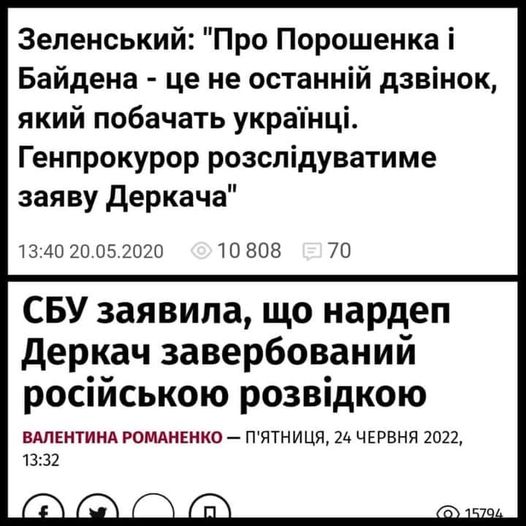 Зеленський: "Про Порошенка і
Байдена - це не останній дзвінок,
який побачать українці.
Генпрокурор розслідуватиме
заяву Деркача"
13:40 20.05.2020 10 808 70
СБУ заявила, що нардеп
Деркач завербований
російською розвідкою
ВАЛЕНТИНА РОМАНЕНКО — П'ЯТНИЦЯ, 24 ЧЕРВНЯ 2022,
13:32
15794